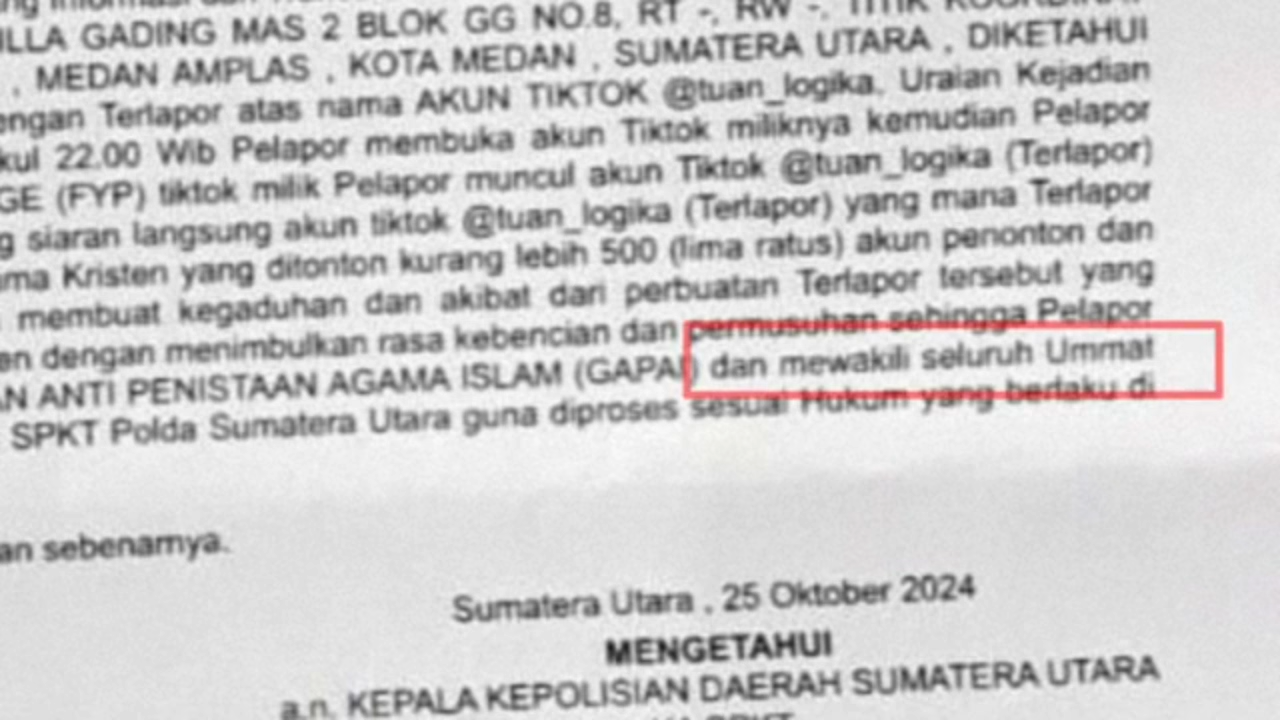 ILLA GADING MAS 2 BLOK GG NO.8, RT -, RW -, TITIK KOORDINAT
, MEDAN AMPLAS , KOTA MEDAN , SUMATERA UTARA , DIKETAHUI
engan Terlapor atas nama AKUN TIKTOK @tuan_logika. Uraian Kejadian
kul 22.00 Wib Pelapor membuka akun Tiktok miliknya kemudian Pelapor
GE (FYP) tiktok milik Pelapor muncul akun Tiktok @tuan_logika (Terlapor)
g siaran langsung akun tiktok @tuan_logika (Terlapor) yang mana Terlapor
ama Kristen yang ditonton kurang lebih 500 (lima ratus) akun penonton dan
membuat kegaduhan dan akibat dari perbuatan Terlapor tersebut yang
en dengan menimbulkan rasa kebencian dan permusuhan sehingga Pelapor
AN ANTI PENISTAAN AGAMA ISLAM (GAPAI) dan mewakili seluruh Ummat
SPKT Polda Sumatera Utara guna diproses sesuai Hukum yang berlaku di
an sebenarnya.
Sumatera Utara , 25 Oktober 2024
MENGETAHUI
a.n. KEPALA KEPOLISIAN DAERAH SUMATERA UTARA
SPKT